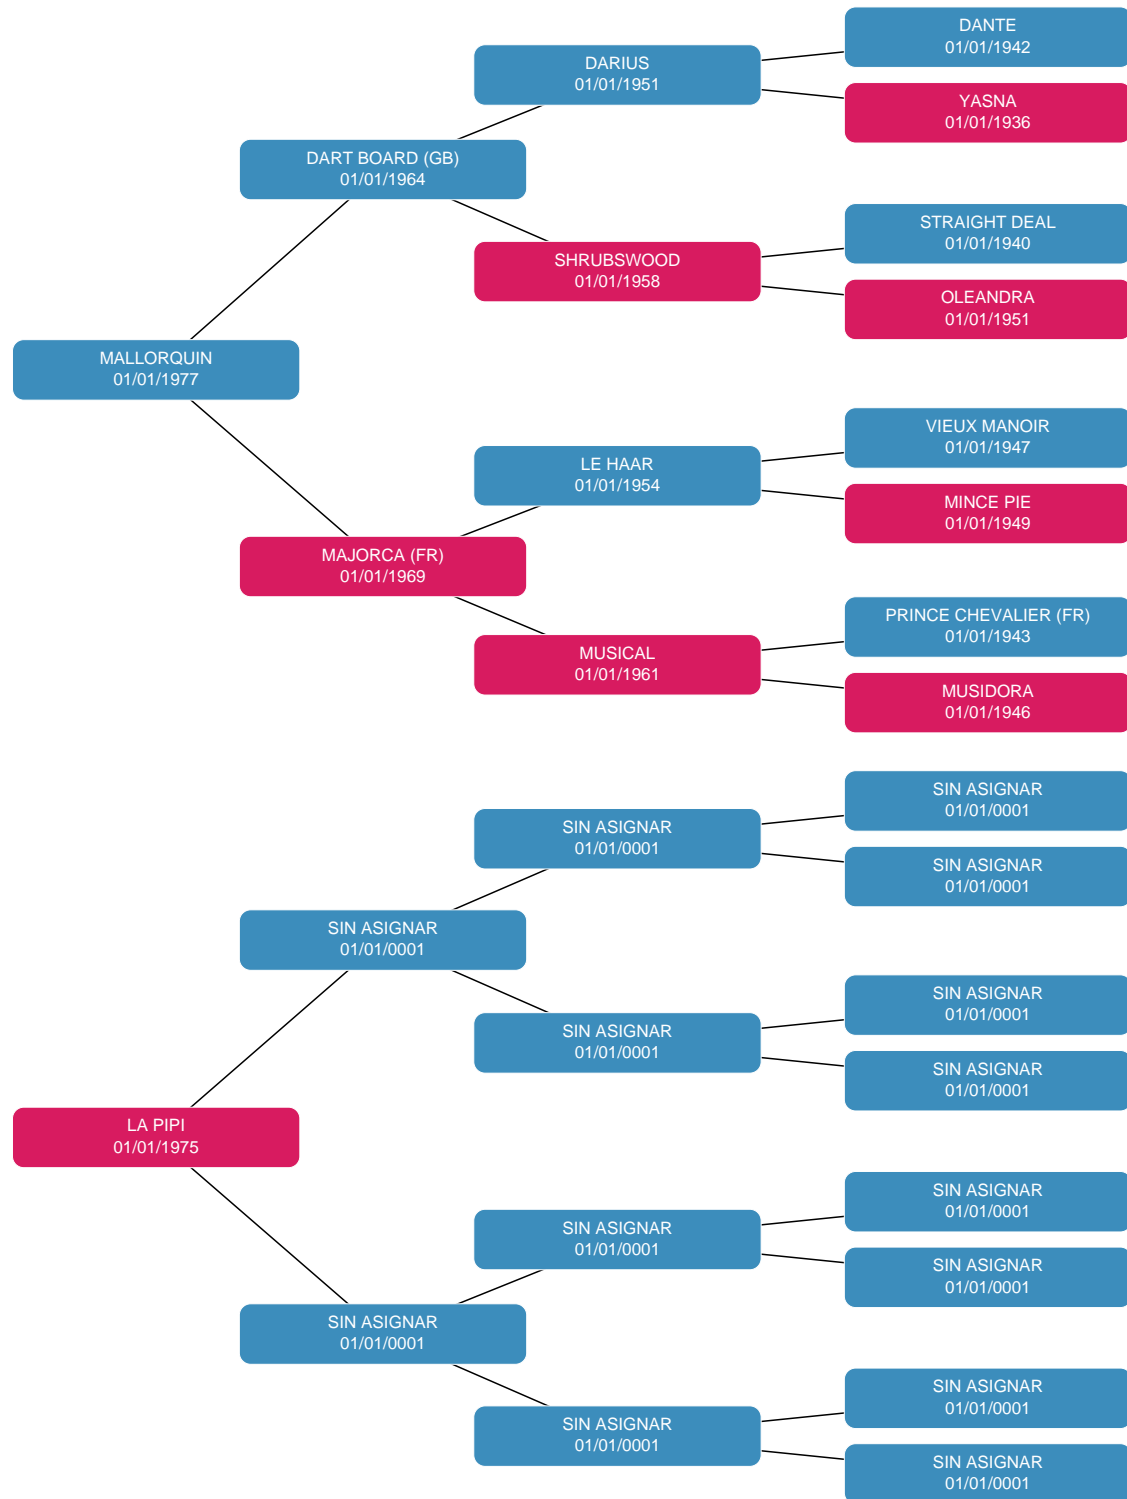 DANTE
01/01/1942
DARIUS
01/01/1951
YASNA
01/01/1936
DART BOARD (GB)
01/01/1964
STRAIGHT DEAL
01/01/1940
SHRUBSWOOD
01/01/1958
OLEANDRA
01/01/1951
MALLORQUIN
01/01/1977
VIEUX MANOIR
01/01/1947
LE HAAR
01/01/1954
MINCE PIE
01/01/1949
MAJORCA (FR)
01/01/1969
PRINCE CHEVALIER (FR)
01/01/1943
MUSICAL
01/01/1961
MUSIDORA
01/01/1946
SIN ASIGNAR
01/01/0001
SIN ASIGNAR
01/01/0001
SIN ASIGNAR
01/01/0001
SIN ASIGNAR
01/01/0001
SIN ASIGNAR
01/01/0001
SIN ASIGNAR
01/01/0001
SIN ASIGNAR
01/01/0001
LA PIPI
01/01/1975
SIN ASIGNAR
01/01/0001
SIN ASIGNAR
01/01/0001
SIN ASIGNAR
01/01/0001
SIN ASIGNAR
01/01/0001
SIN ASIGNAR
01/01/0001
SIN ASIGNAR
01/01/0001
SIN ASIGNAR
01/01/0001